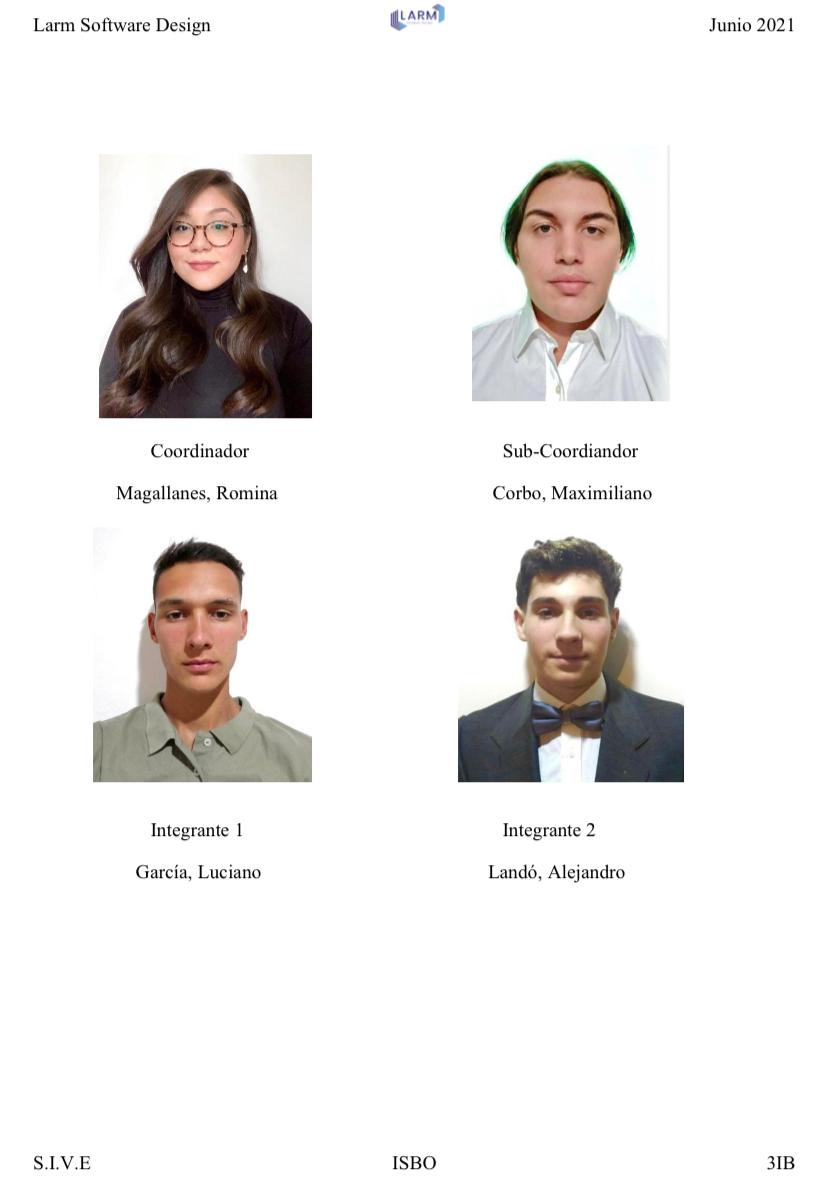 Larm Software Design
LARM
Junio 2021
Coordinador
Sub-Coordiandor
Magallanes, Romina
Corbo, Maximiliano
Integrante 1
Integrante 2
García, Luciano
Landó, Alejandro
S.I.V.E
ISBO
3IB